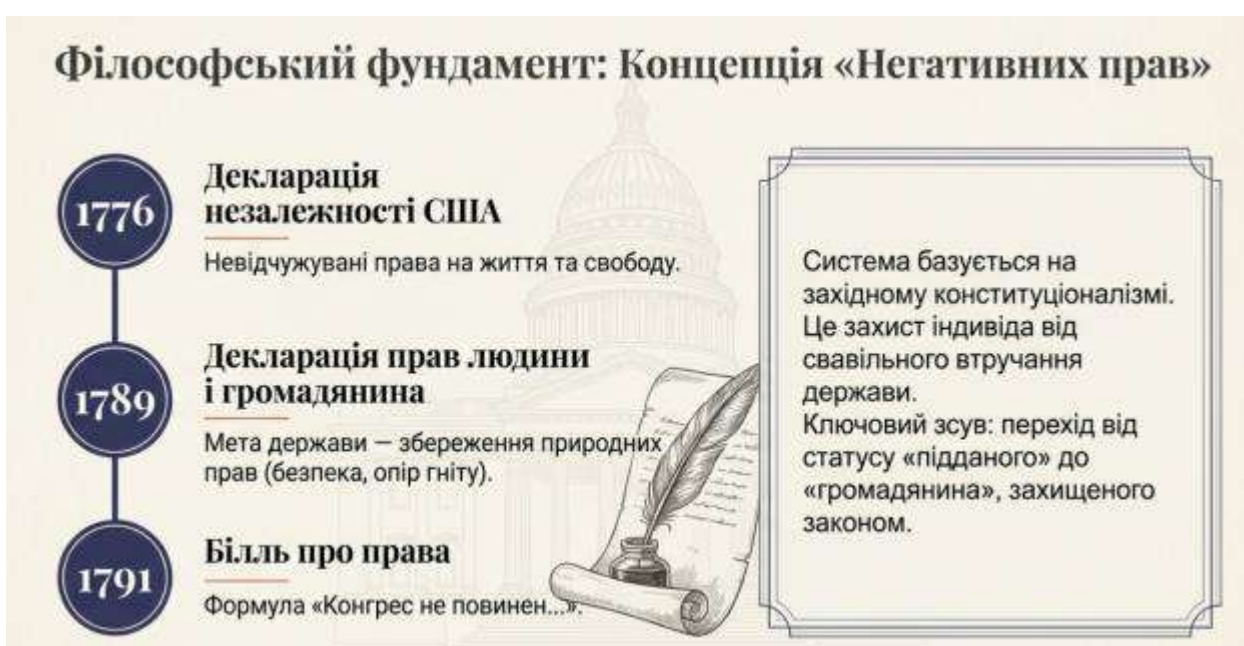 Філософський фундамент: Концепція «Негативних прав»
1776
Декларація
незалежності США
Невідчужувані права на життя та свободу.
1789
Декларація прав людини
і громадянина
Мета держави — збереження природних
прав (безпека, опір гніту).
1791
Білль про права
Формула «Конгрес не повинен...».
Система базується на
західному конституціоналізмі.
Це захист індивіда від
свавільного втручання
держави.
Ключовий зсув: перехід від
статусу «підданого» до
«громадянина», захищеного
законом.